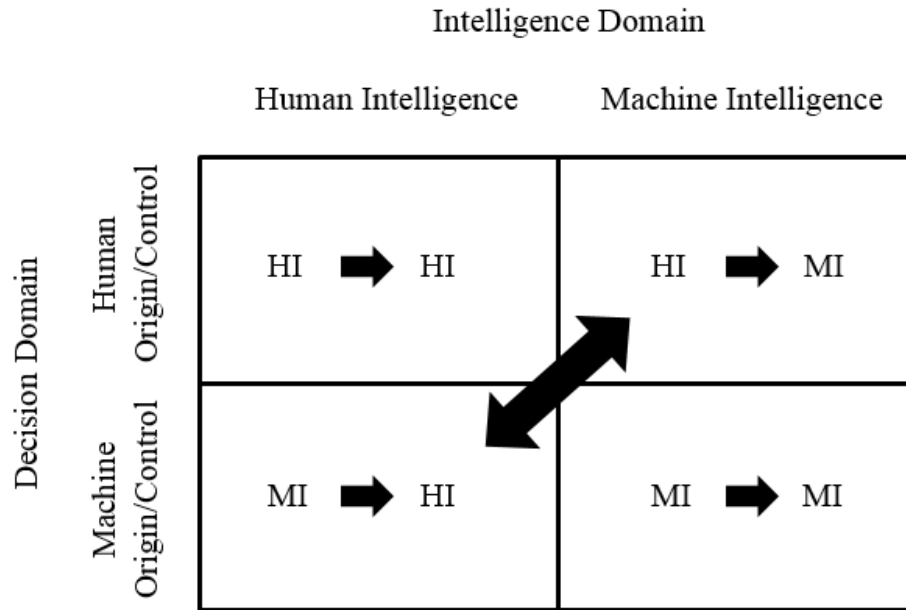 Intelligence Domain
Human Intelligence Machine Intelligence
Decision Domain
Human
Origin/Control
HI HI
HI MI
Machine
Origin/Control
MI HI
MI MI